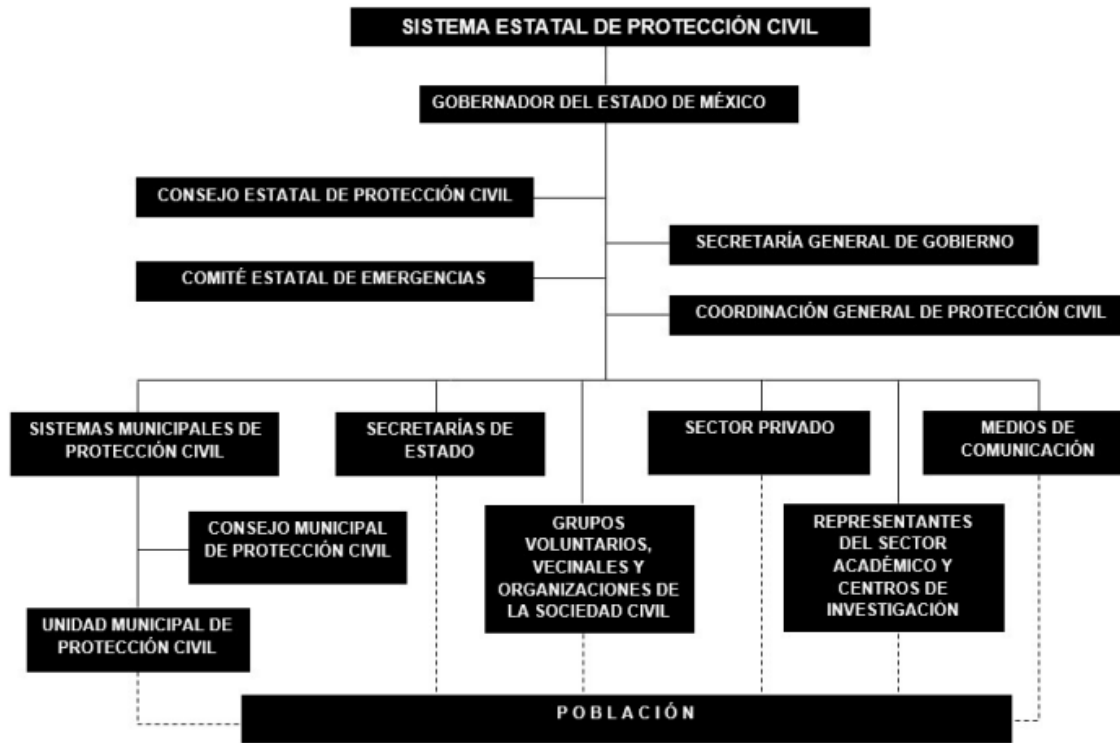 SISTEMA ESTATAL DE PROTECCIÓN CIVIL
GOBERNADOR DEL ESTADO DE MÉXICO
CONSEJO ESTATAL DE PROTECCIÓN CIVIL
SECRETARÍA GENERAL DE GOBIERNO
COMITÉ ESTATAL DE EMERGENCIAS
COORDINACIÓN GENERAL DE PROTECCIÓN CIVIL
SISTEMAS MUNICIPALES DE
PROTECCIÓN CIVIL
SECRETARÍAS DE
ESTADO
SECTOR PRIVADO
MEDIOS DE
COMUNICACIÓN
CONSEJO MUNICIPAL
DE PROTECCIÓN CIVIL
GRUPOS
VOLUNTARIOS,
VECINALES Y
ORGANIZACIONES DE
LA SOCIEDAD CIVIL
REPRESENTANTES
DEL SECTOR
ACADÉMICO Y
CENTROS DE
INVESTIGACIÓN
UNIDAD MUNICIPAL DE
PROTECCIÓN CIVIL
POBLACIÓN